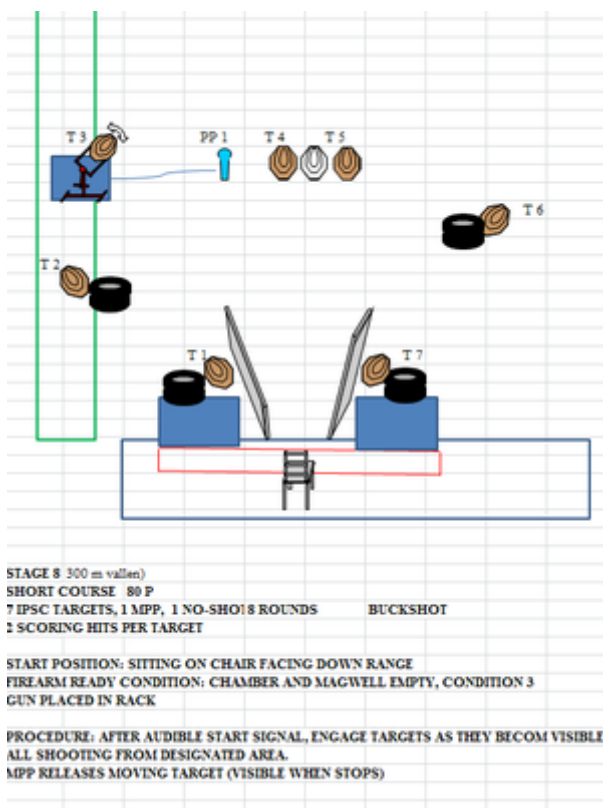 T 3
PP 1
T 4
T 5
T 6
T 2
T 1
T 7
STAGE 8 300 m vallen)
SHORT COURSE 80 P
7 IPSC TARGETS, 1 MPP, 1 NO-SHO 8 ROUNDS BUCKSHOT
2 SCORING HITS PER TARGET
START POSITION: SITTING ON CHAIR FACING DOWN RANGE
FIREARM READY CONDITION: CHAMBER AND MAGWELL EMPTY, CONDITION 3
GUN PLACED IN RACK
PROCEDURE: AFTER AUDIBLE START SIGNAL, ENGAGE TARGETS AS THEY BECOM VISIBLE
ALL SHOOTING FROM DESIGNATED AREA.
MPP RELEASES MOVING TARGET (VISIBLE WHEN STOPS)